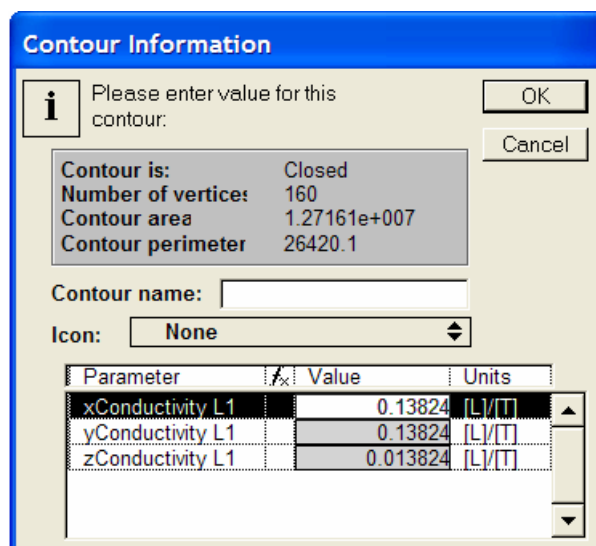 Contour Information
Please enter value for this
contour:
OK
Cancel
Contour is: Closed
Number of vertices 160
Contour area 1.27161e+007
Contour perimeter 26420.1
Contour name:
Icon: None
Parameter fx Value Units
xConductivity L1 0.13824 [L]/[T]
yConductivity L1 0.13824 [L]/[T]
zConductivity L1 0.013824 [L]/[T]